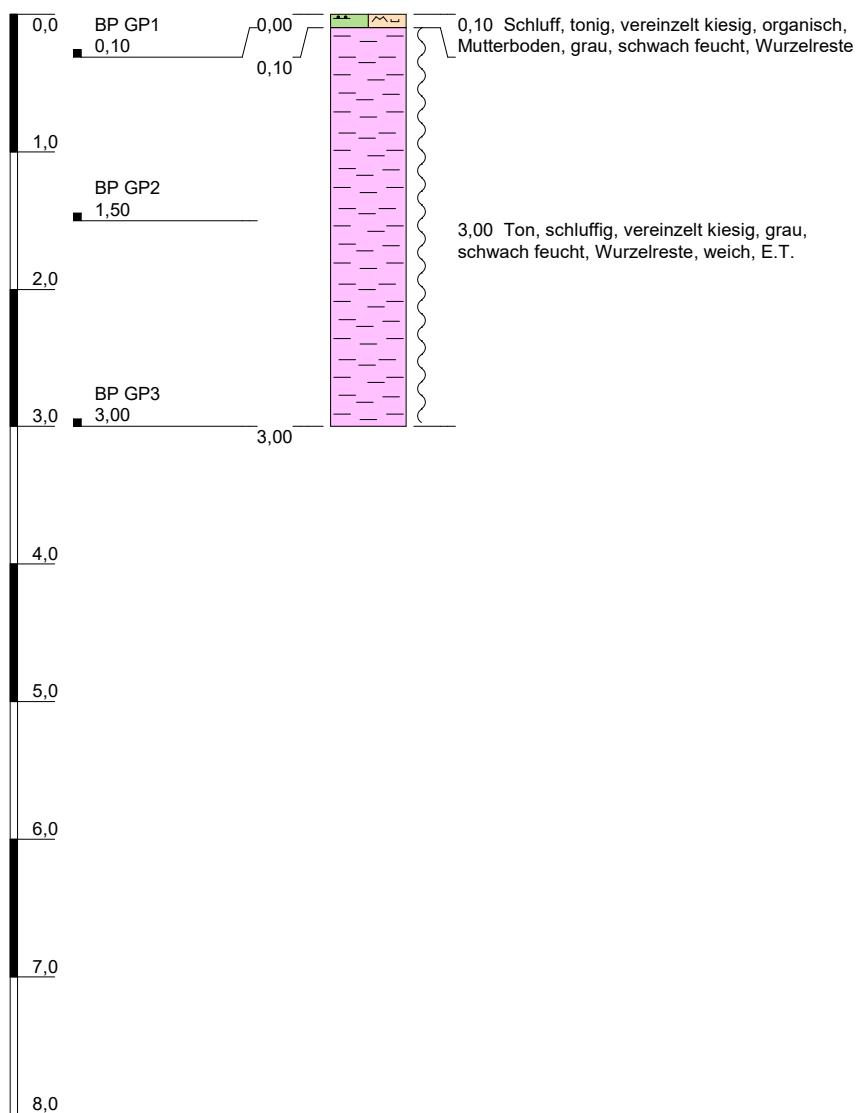 0,0
BP GP1
0,10
0,00
0,10
0,10 Schluff, tonig, vereinzelt kiesig, organisch,
Mutterboden, grau, schwach feucht, Wurzelreste
1,0
BP GP2
1,50
3,00 Ton, schluffig, vereinzelt kiesig, grau,
schwach feucht, Wurzelreste, weich, E.T.
2,0
BP GP3
3,00
3,0
3,00
4,0
5,0
6,0
7,0
8,0